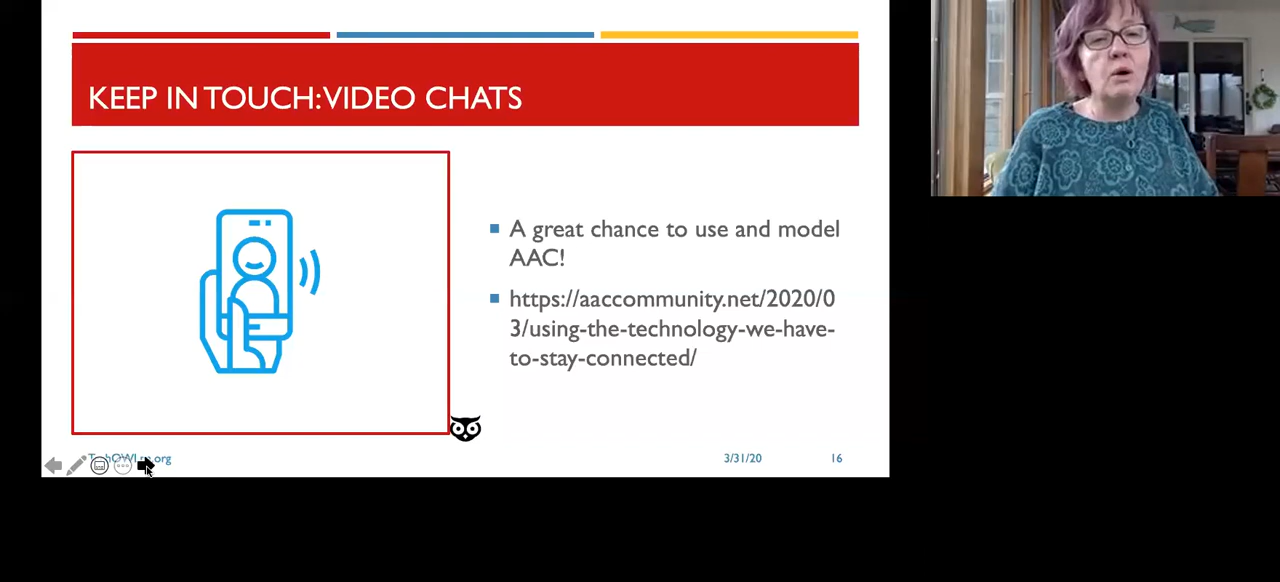 KEEP IN TOUCH: VIDEO CHATS
A great chance to use and model
AAC!
https://aaccommunity.net/2020/0
3/using-the-technology-we-have-
to-stay-connected/
3/31/20
16